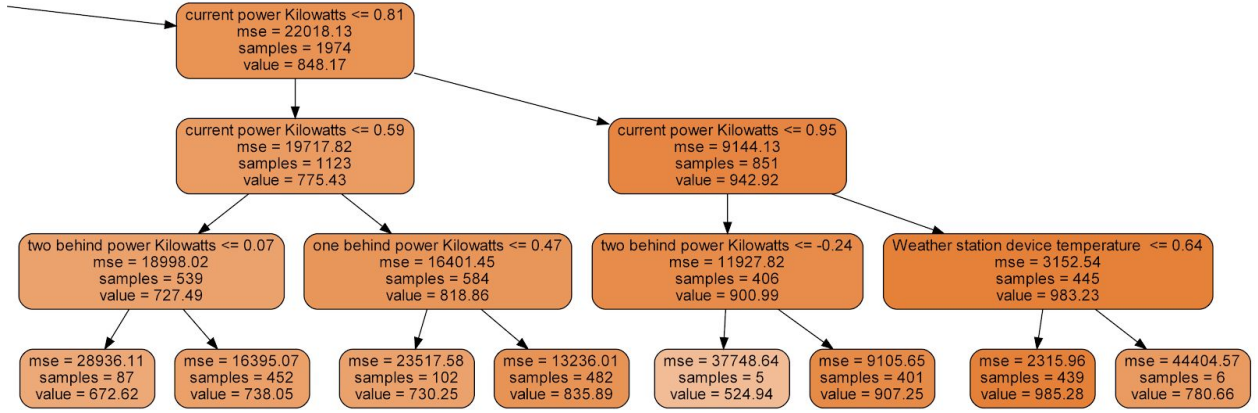 current power Kilowatts <= 0.81
mse = 22018.13
samples = 1974
value = 848.17
current power Kilowatts <= 0.59
mse = 19717.82
samples = 1123
value = 775.43
current power Kilowatts <= 0.95
mse = 9144.13
samples = 851
value = 942.92
two behind power Kilowatts <= 0.07
mse = 18998.02
samples = 539
value = 727.49
one behind power Kilowatts <= 0.47
mse = 16401.45
samples = 584
value = 818.86
two behind power Kilowatts <= -0.24
mse = 11927.82
samples = 406
value = 900.99
Weather station device temperature <= 0.64
mse = 3152.54
samples = 445
value = 983.23
mse = 28936.11
samples = 87
value = 672.62
mse = 16395.07
samples = 452
value = 738.05
mse = 23517.58
samples = 102
value = 730.25
mse = 13236.01
samples = 482
value = 835.89
mse = 37748.64
samples = 5
value = 524.94
mse = 9105.65
samples = 401
value = 907.25
mse = 2315.96
samples = 439
value = 985.28
mse = 44404.57
samples = 6
value = 780.66